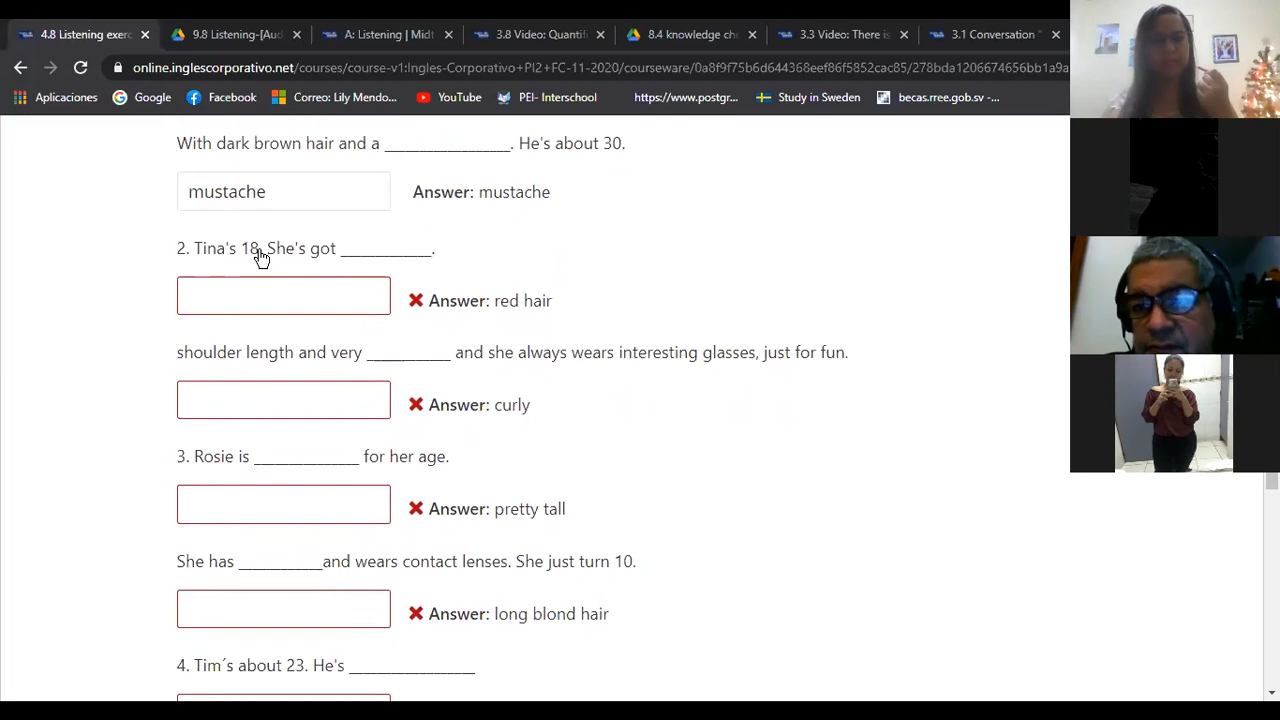 4.8 Listening exerc
9.8 Listening-[Aud
A: Listening | Midt
3.8 Video: Quantifi
8.4 knowledge che
3.3 Video: There is
3.1 Conversation "
online.inglescorporativo.net/courses/course-v1:Ingles-Corporativo+PI2+FC-11-2020/courseware/0a8f9f75b6d644568eef86f5852cac85/278bda1206674656bb1a9a
Aplicaciones
Google
Facebook
Correo: Lily Mendo...
YouTube
PEI- Interschool
https://www.postgr...
Study in Sweden
becas.rree.gob.sv -...
With dark brown hair and a __________________. He's about 30.
mustache
Answer: mustache
2. Tina's 18. She's got _____________.
Answer: red hair
shoulder length and very ____________ and she always wears interesting glasses, just for fun.
Answer: curly
3. Rosie is _______________ for her age.
Answer: pretty tall
She has ____________and wears contact lenses. She just turn 10.
Answer: long blond hair
4. Tim´s about 23. He's __________________